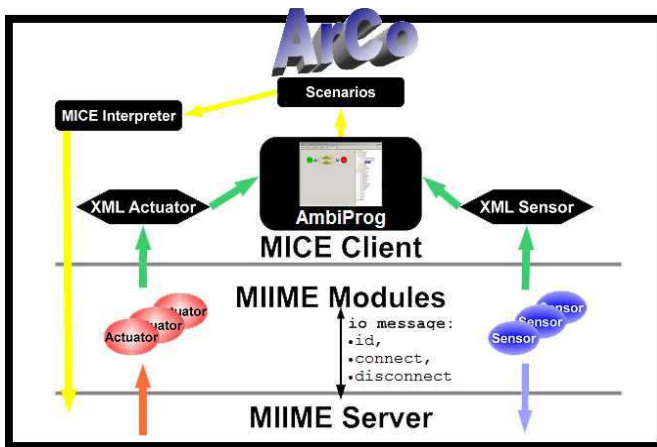 ArCo
Scenarios
MICE Interpreter
AmbiProg
XML Actuator
XML Sensor
MICE Client
MIIME Modules
Actuator
Actuator
Actuator
io message:
•id,
•connect,
•disconnect
Sensor
Sensor
Sensor
MIIME Server